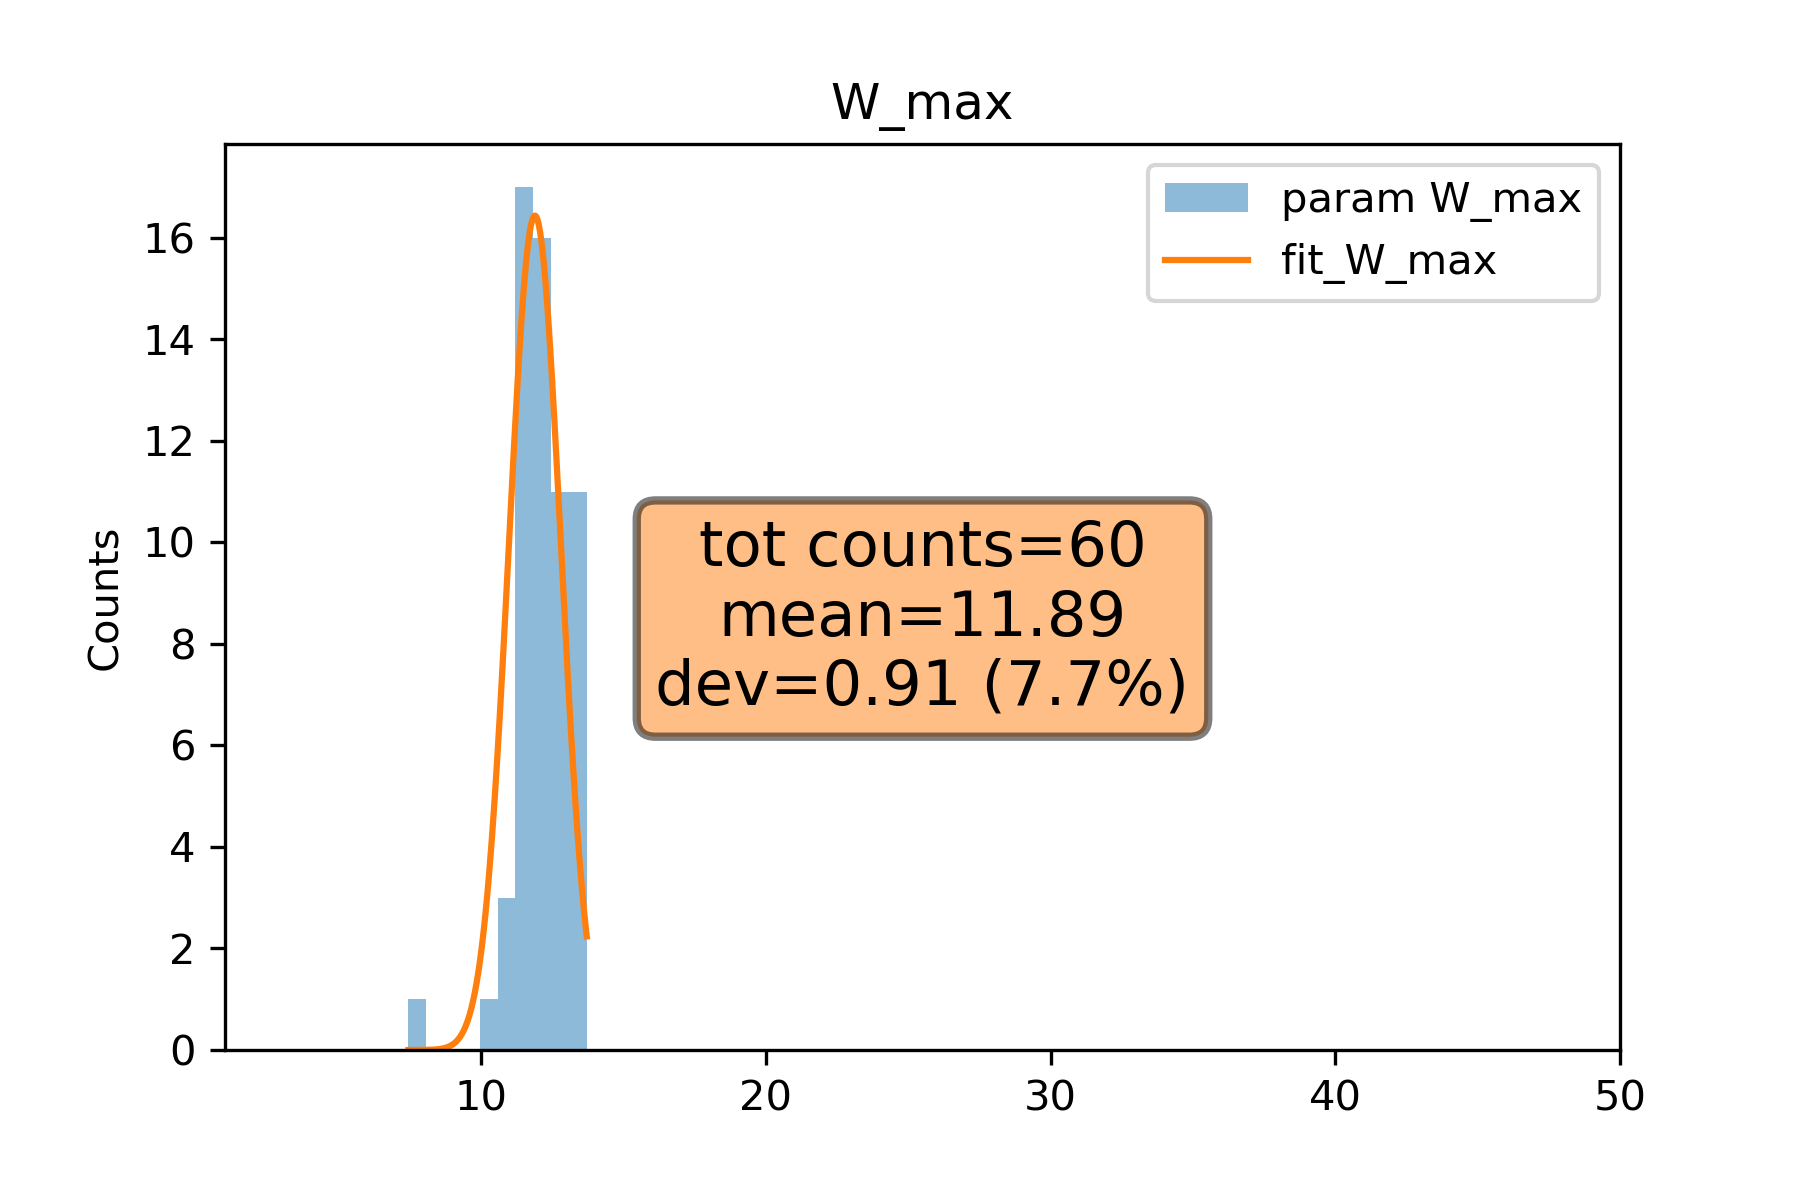 W_max
param W_max
fit_W_max
Counts
16
14
12
10
8
6
4
2
0
tot counts=60
mean=11.89
dev=0.91 (7.7%)
10 20 30 40 50